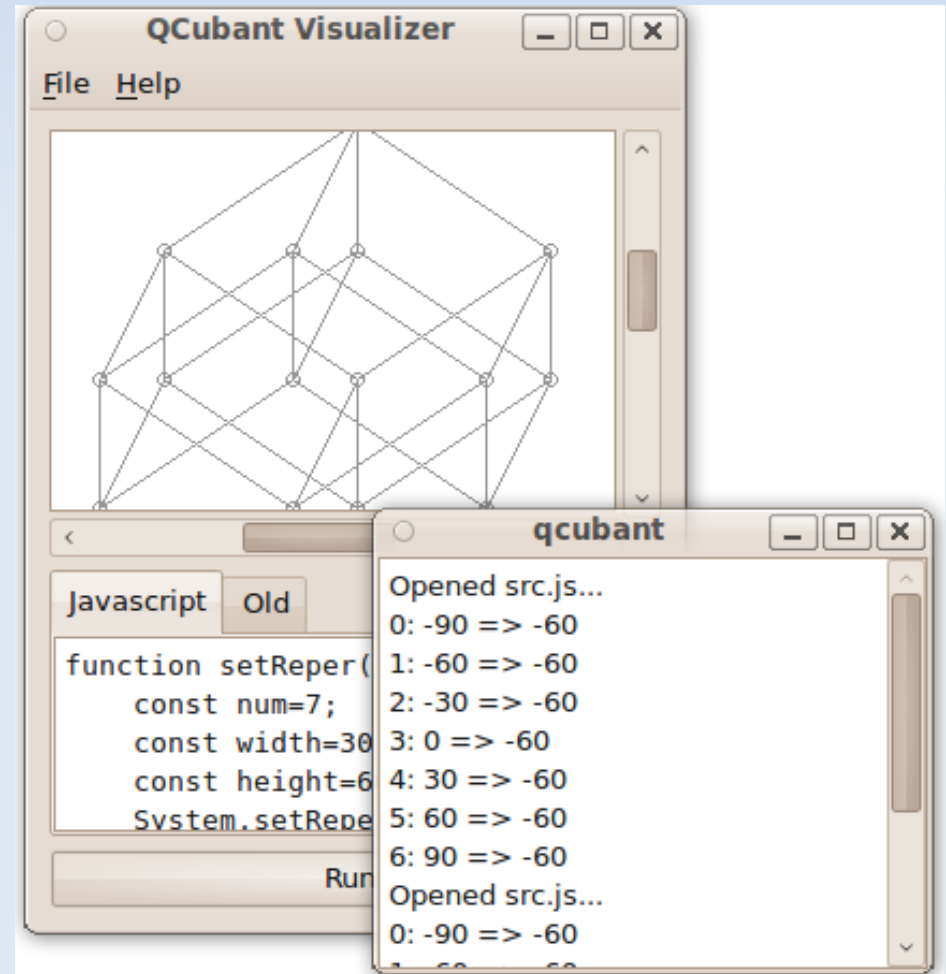 QCubant Visualizer
File Help
Javascript Old
function setReper(
const num=7;
const width=30
const height=6
System.setRepe
Run
qcubant
Opened src.js...
0: -90 => -60
1: -60 => -60
2: -30 => -60
3: 0 => -60
4: 30 => -60
5: 60 => -60
6: 90 => -60
Opened src.js...
0: -90 => -60